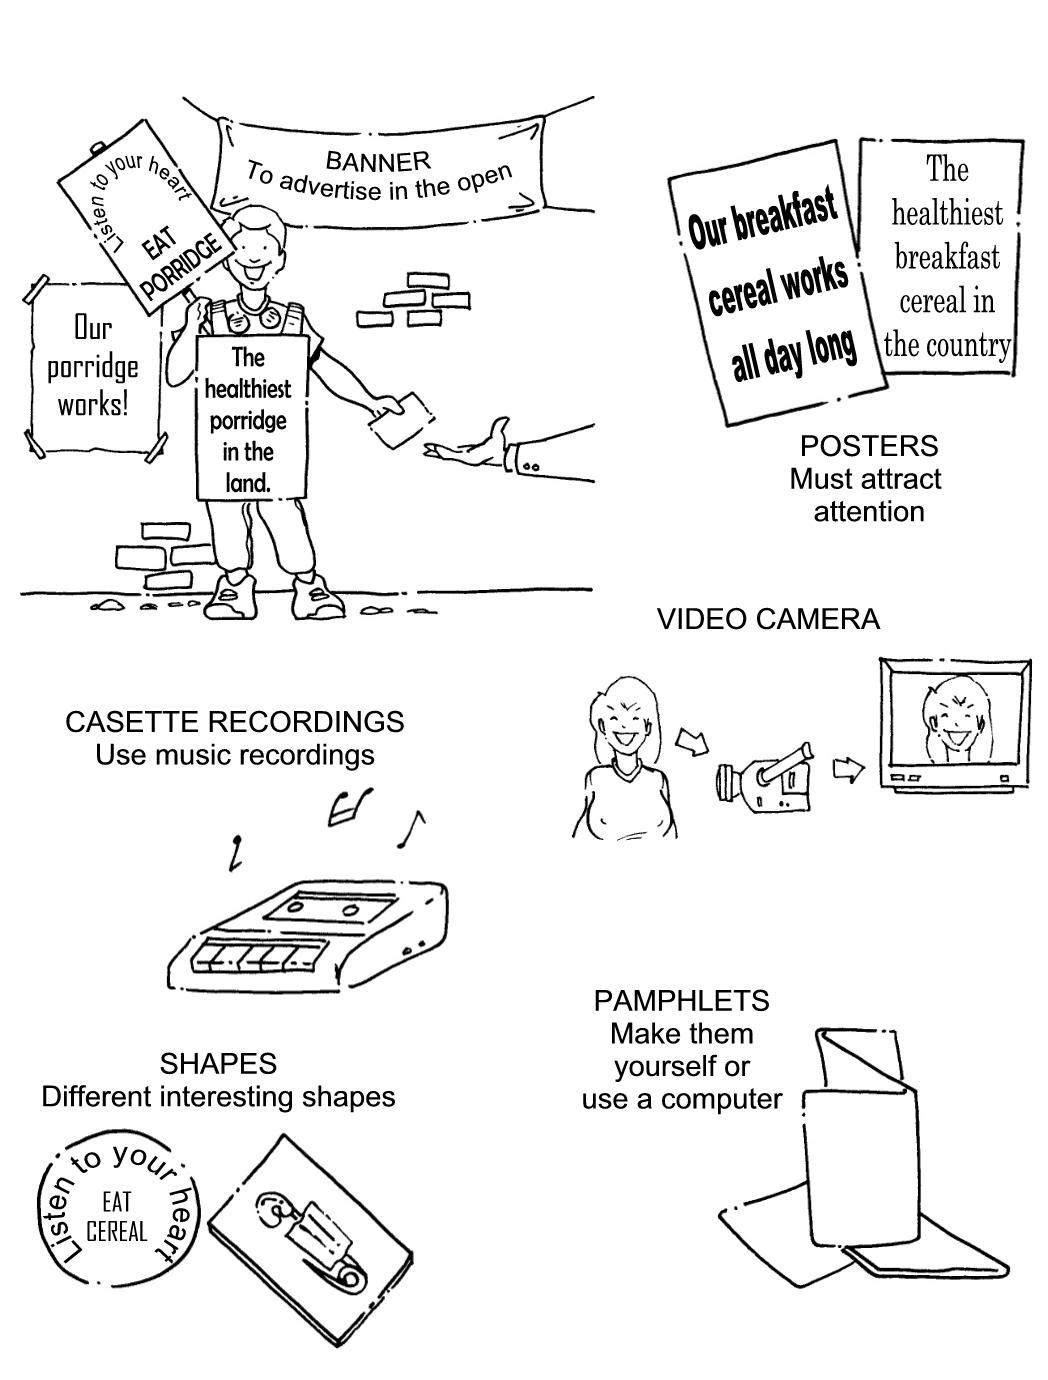 BANNER
To advertise in the open
Listen to your heart
EAT
PORRIDGE
Our
porridge
works!
The
healthiest
porridge
in the
land.
Our breakfast
cereal works
all day long
The
healthiest
breakfast
cereal in
the country
POSTERS
Must attract
attention
VIDEO CAMERA
CASETTE RECORDINGS
Use music recordings
PAMPHLETS
Make them
yourself or
use a computer
SHAPES
Different interesting shapes
Listen to your heart
EAT
CEREAL